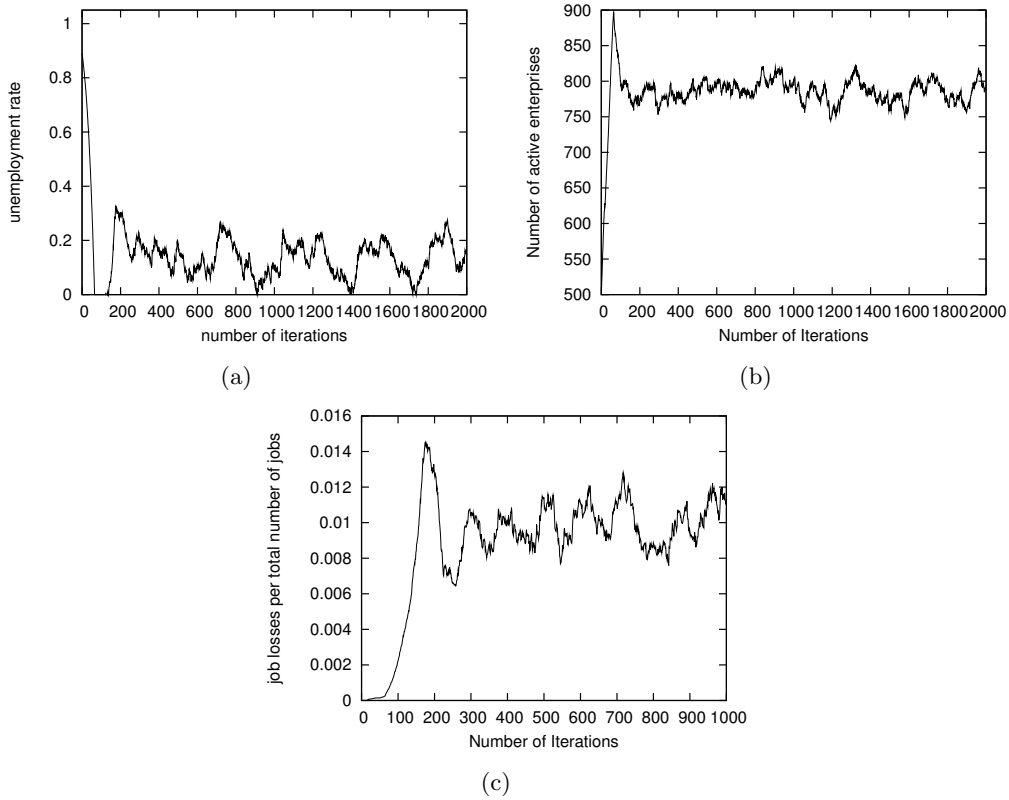 unemployment rate
1
0.8
0.6
0.4
0.2
0
0 200 400 600 800 1000 1200 1400 1600 1800 2000
number of iterations
(a)
Number of active enterprises
900
850
800
750
700
650
600
550
500
0 200 400 600 800 1000 1200 1400 1600 1800 2000
Number of Iterations
(b)
job losses per total number of jobs
0.016
0.014
0.012
0.01
0.008
0.006
0.004
0.002
0
0 100 200 300 400 500 600 700 800 900 1000
Number of Iterations
(c)